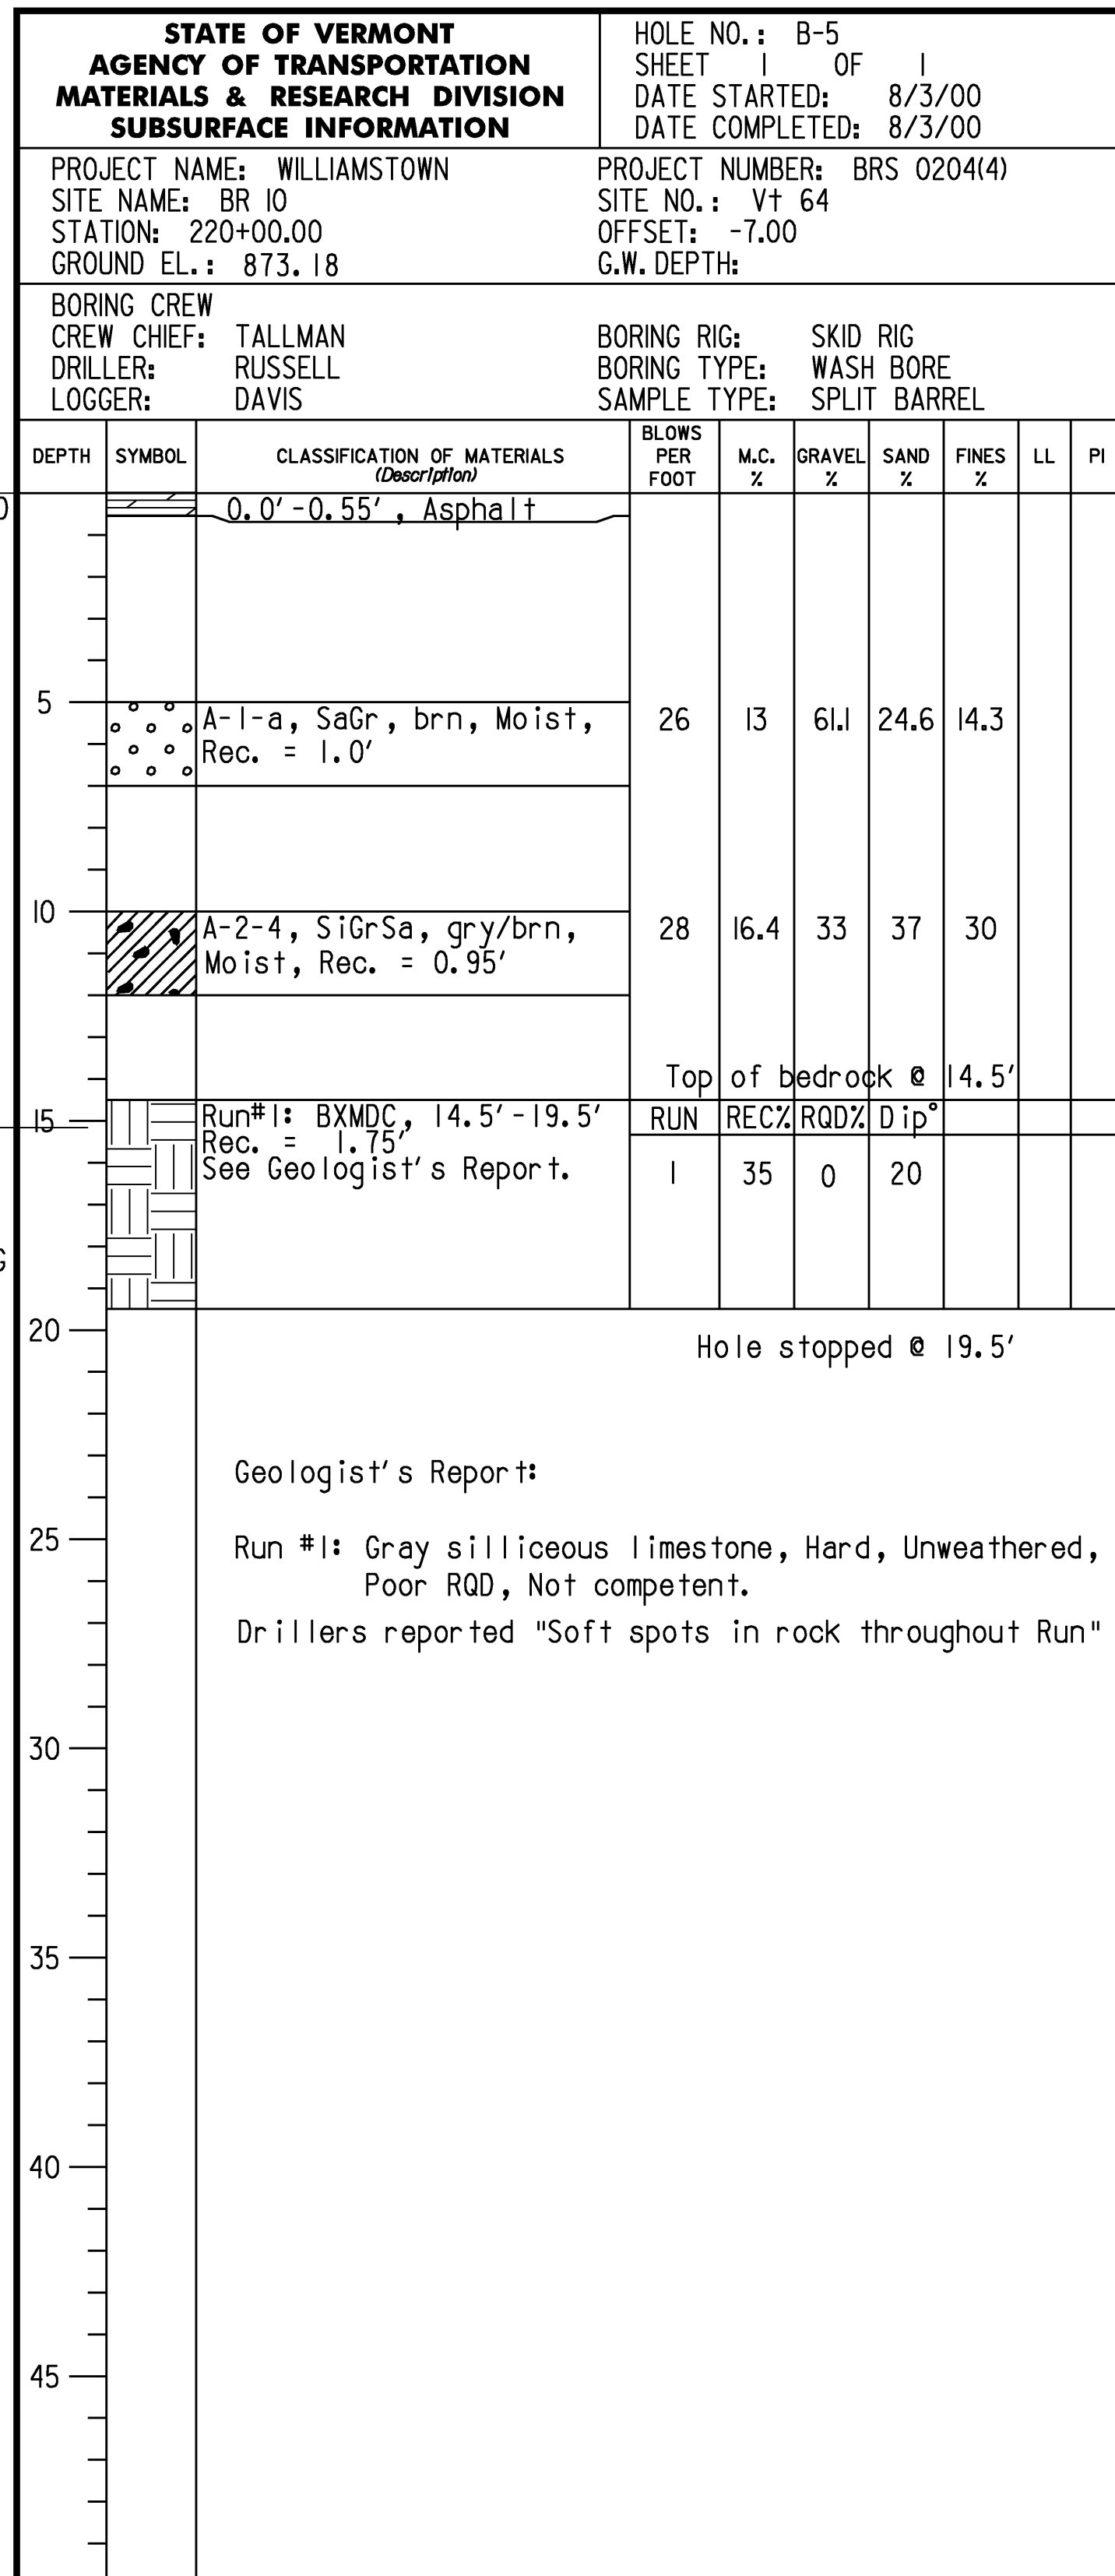 STATE OF VERMONT
AGENCY OF TRANSPORTATION
MATERIALS & RESEARCH DIVISION
SUBSURFACE INFORMATION
HOLE NO.: B-5
SHEET 1 OF 1
DATE STARTED: 8/3/00
DATE COMPLETED: 8/3/00
PROJECT NAME: WILLIAMSTOWN
SITE NAME: BR 10
STATION: 220+00.00
GROUND EL.: 873.18
PROJECT NUMBER: BRS 0204(4)
SITE NO.: Vt 64
OFFSET: -7.00
G.W. DEPTH:
BORING CREW
CREW CHIEF: TALLMAN
DRILLER: RUSSELL
LOGGER: DAVIS
BORING RIG: SKID RIG
BORING TYPE: WASH BORE
SAMPLE TYPE: SPLIT BARREL
DEPTH SYMBOL CLASSIFICATION OF MATERIALS (Description) BLOWS PER FOOT M.C. % GRAVEL % SAND % FINES % LL PI
0.0'-0.55', Asphalt
5
A-1-a, SaGr, brn, Moist, 26 13 61.1 24.6 14.3
Rec. = 1.0'
10
A-2-4, SiGrSa, gry/brn, 28 16.4 33 37 30
Moist, Rec. = 0.95'
Top of bedrock @ 14.5'
15
Run#1: BXMDC, 14.5'-19.5' RUN REC% RQD% Dip°
Rec. = 1.75'
See Geologist's Report. 1 35 0 20
20
Hole stopped @ 19.5'
Geologist's Report:
25
Run #1: Gray silliceous limestone, Hard, Unweathered,
Poor RQD, Not competent.
Drillers reported "Soft spots in rock throughout Run"
30
35
40
45